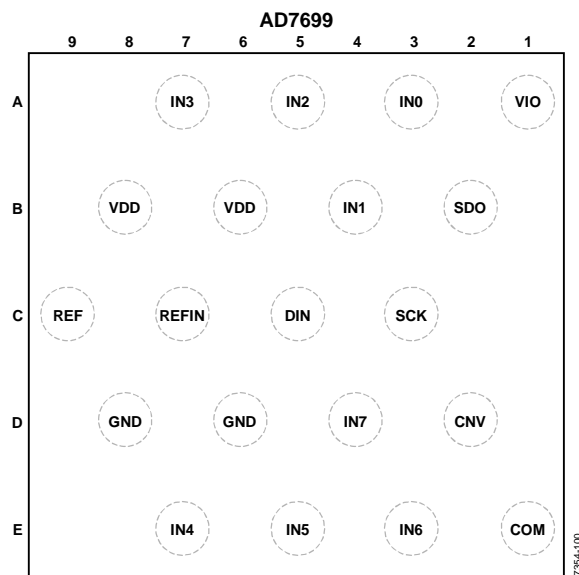 AD7699
9 8 7 6 5 4 3 2 1
A IN3 IN2 IN0 VIO
B VDD VDD IN1 SDO
C REF REFIN DIN SCK
D GND GND IN7 CNV
E IN4 IN5 IN6 COM